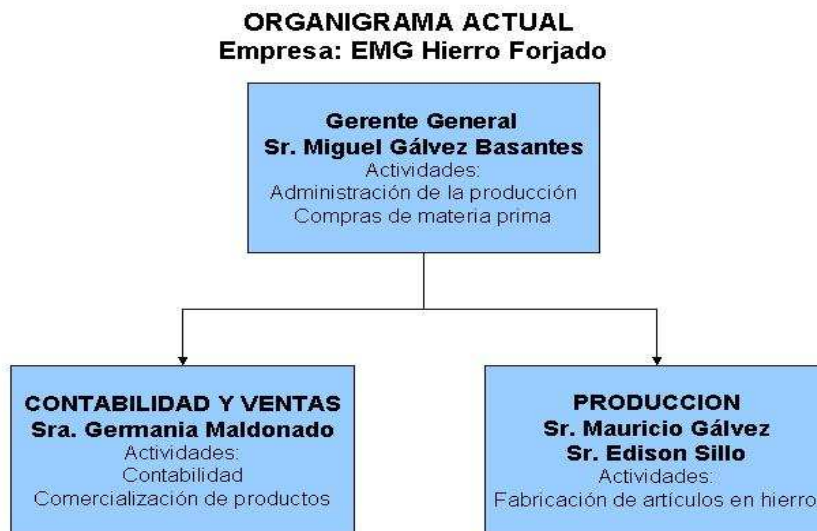 ORGANIGRAMA ACTUAL
Empresa: EMG Hierro Forjado
Gerente General
Sr. Miguel Gálvez Basantes
Actividades:
Administración de la producción
Compras de materia prima
CONTABILIDAD Y VENTAS
Sra. Germania Maldonado
Actividades:
Contabilidad
Comercialización de productos
PRODUCCION
Sr. Mauricio Gálvez
Sr. Edison Sillo
Actividades:
Fabricación de artículos en hierro